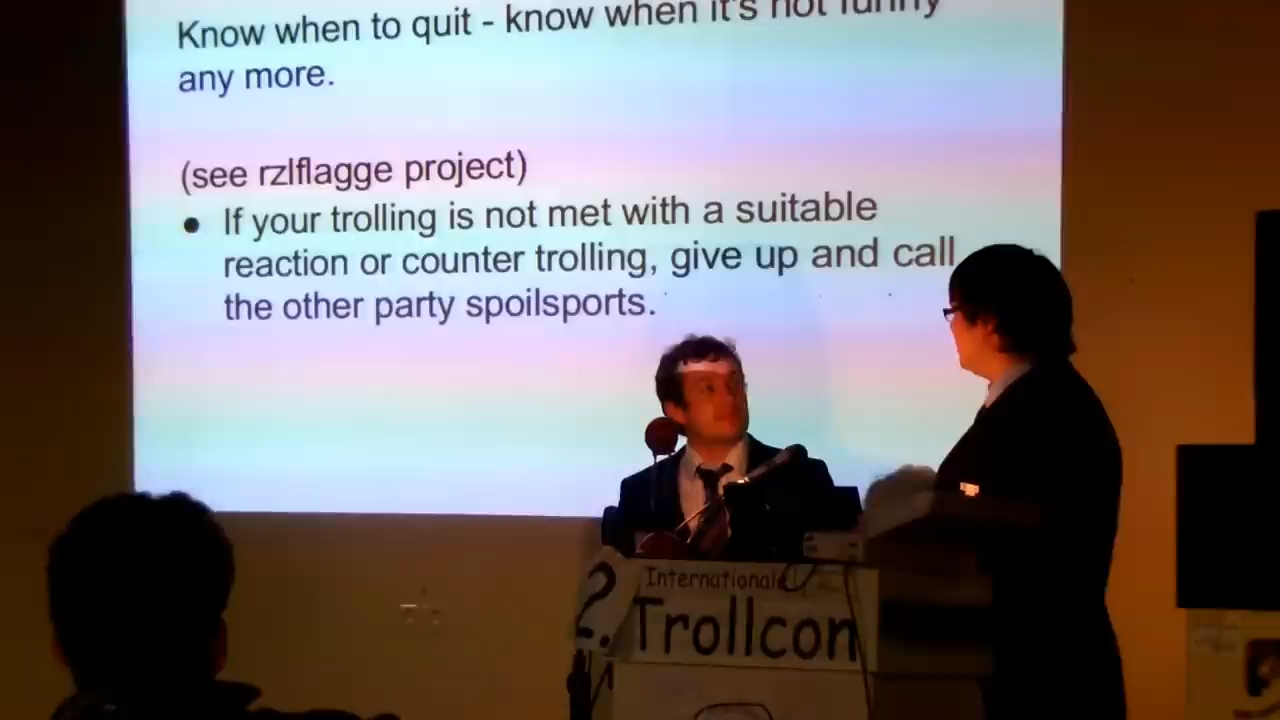 Know when to quit - know when it's not funny
any more.
(see rzlflagge project)
● If your trolling is not met with a suitable
reaction or counter trolling, give up and call
the other party spoilsports.
2. Internationale
Trollcon